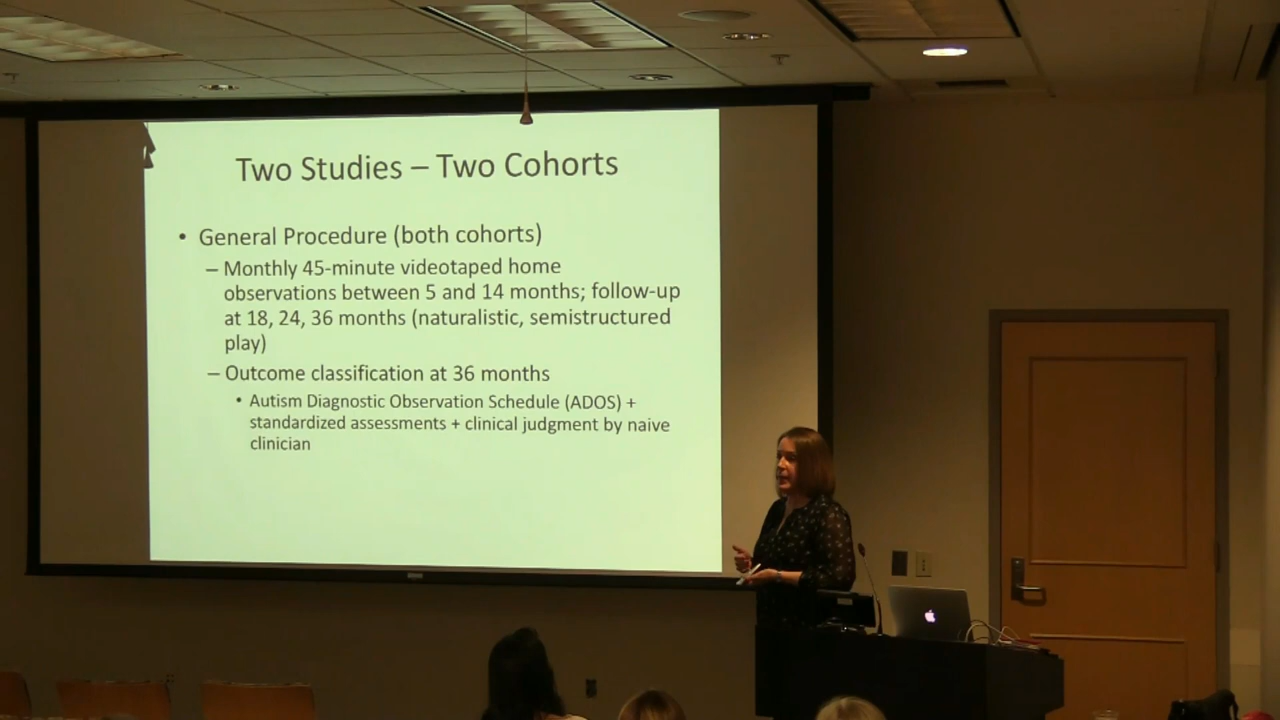 Two Studies – Two Cohorts
• General Procedure (both cohorts)
– Monthly 45-minute videotaped home
observations between 5 and 14 months; follow-up
at 18, 24, 36 months (naturalistic, semistructured
play)
– Outcome classification at 36 months
• Autism Diagnostic Observation Schedule (ADOS) +
standardized assessments + clinical judgment by naive
clinician